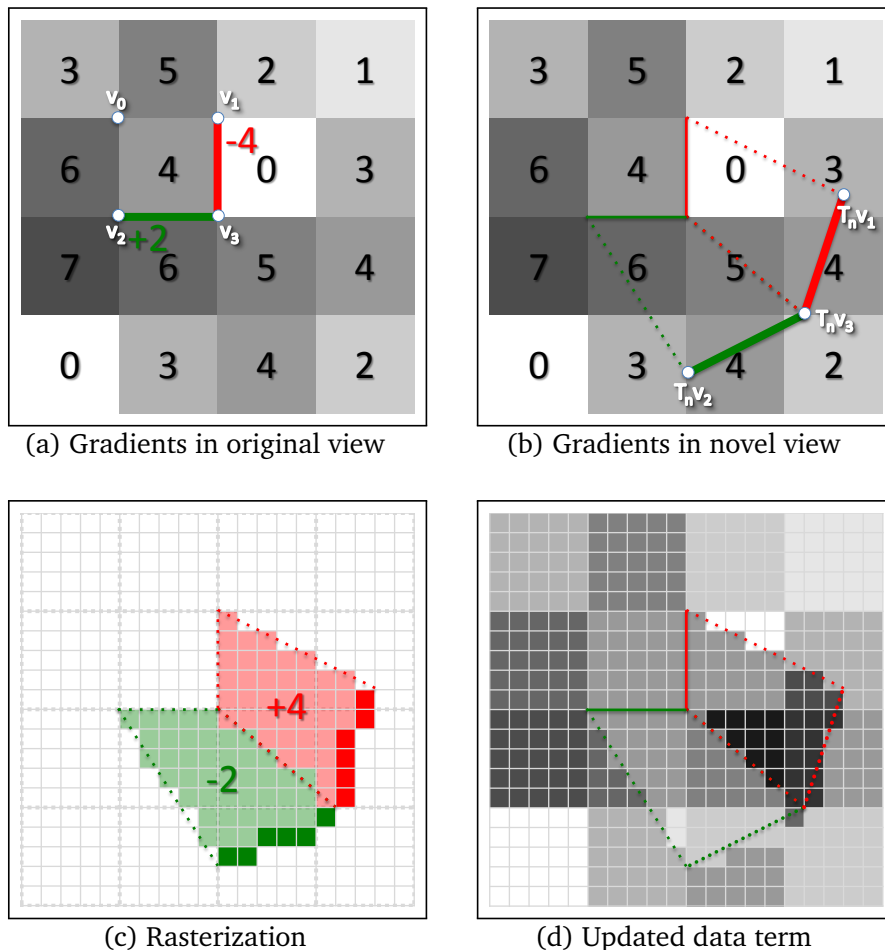 3 5 2 1
v0 v1
-4
6 4 0 3
v2 v3
+2
7 6 5 4
0 3 4 2
(a) Gradients in original view
3 5 2 1
6 4 0 3
Tnv1
7 6 5 4
Tnv3
0 3 4 2
Tnv2
(b) Gradients in novel view
+4
-2
(c) Rasterization
(d) Updated data term